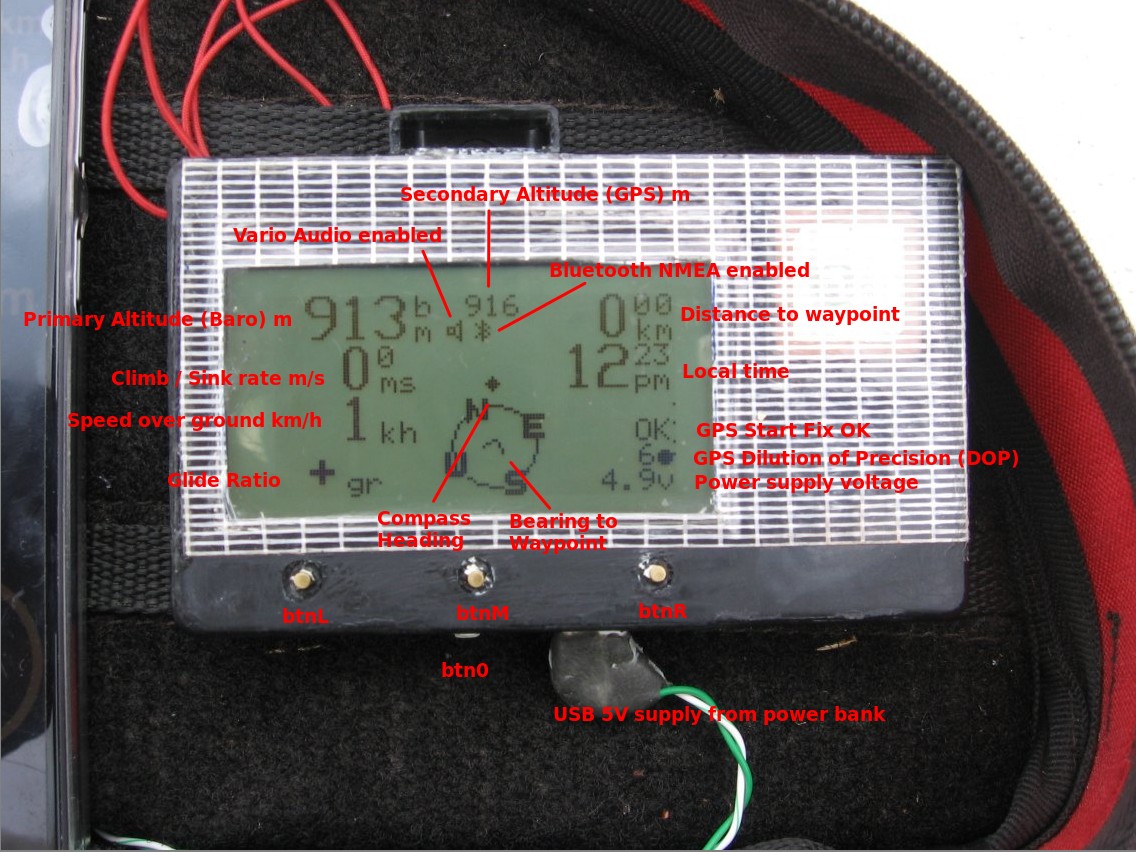 Secondary Altitude (GPS) m
Vario Audio enabled
Bluetooth NMEA enabled
913 b m
916
0 00 km
Primary Altitude (Baro) m
Distance to waypoint
0 0 ms
12 23 pm
Climb / Sink rate m/s
Local time
1 kh
N
E
S
Speed over ground km/h
OK
GPS Start Fix OK
6
GPS Dilution of Precision (DOP)
+ gr
4.9v
Glide Ratio
Power supply voltage
Compass
Heading
Bearing to
Waypoint
btnL
btnM
btnR
btn0
USB 5V supply from power bank